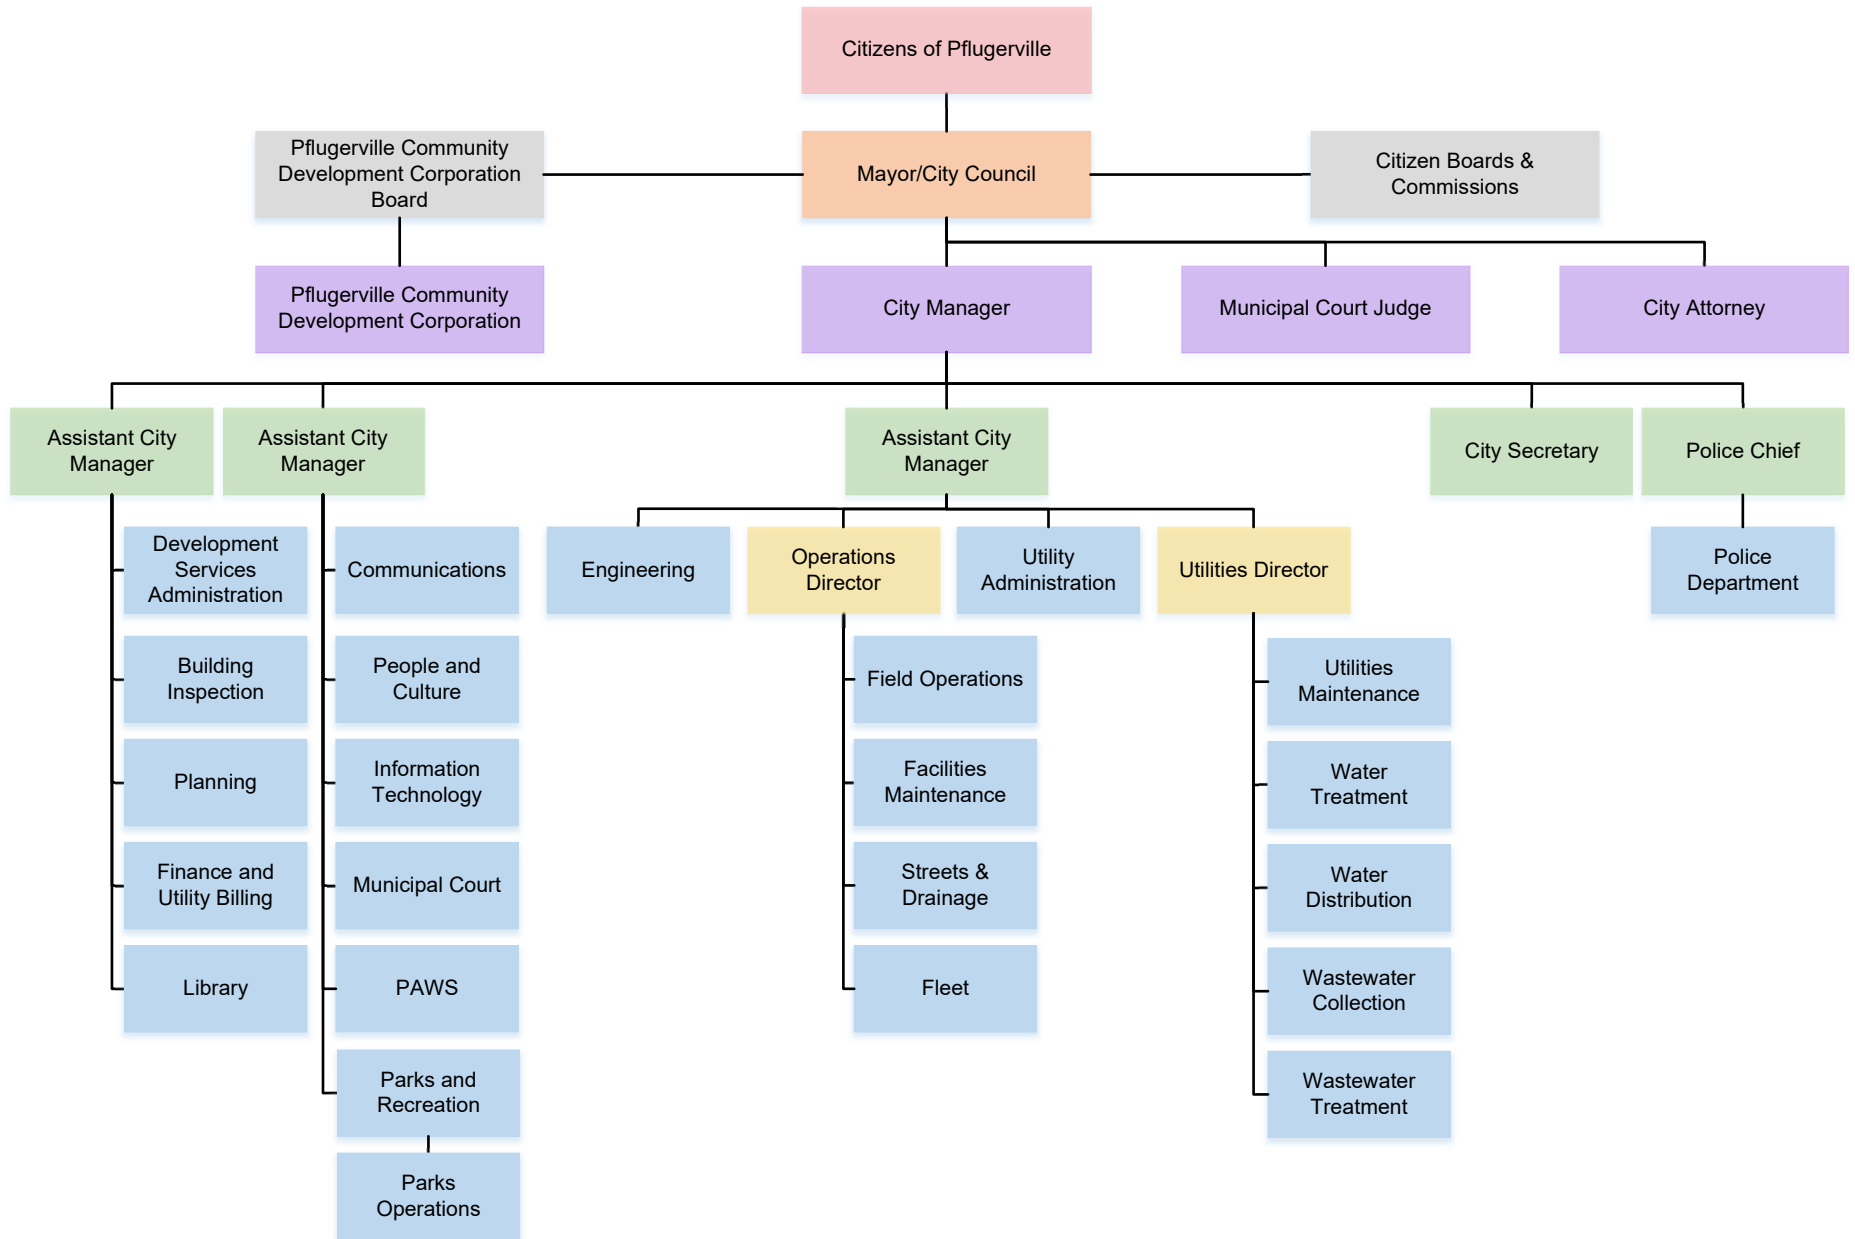 Citizens of Pflugerville
Pflugerville Community
Development Corporation
Board
Mayor/City Council
Citizen Boards &
Commissions
Pflugerville Community
Development Corporation
City Manager
Municipal Court Judge
City Attorney
Assistant City
Manager
Assistant City
Manager
Assistant City
Manager
City Secretary
Police Chief
Development
Services
Administration
Communications
Engineering
Operations
Director
Utility
Administration
Utilities Director
Police
Department
Building
Inspection
People and
Culture
Field Operations
Utilities
Maintenance
Planning
Information
Technology
Facilities
Maintenance
Water
Treatment
Finance and
Utility Billing
Municipal Court
Streets &
Drainage
Water
Distribution
Library
PAWS
Fleet
Wastewater
Collection
Parks and
Recreation
Wastewater
Treatment
Parks
Operations